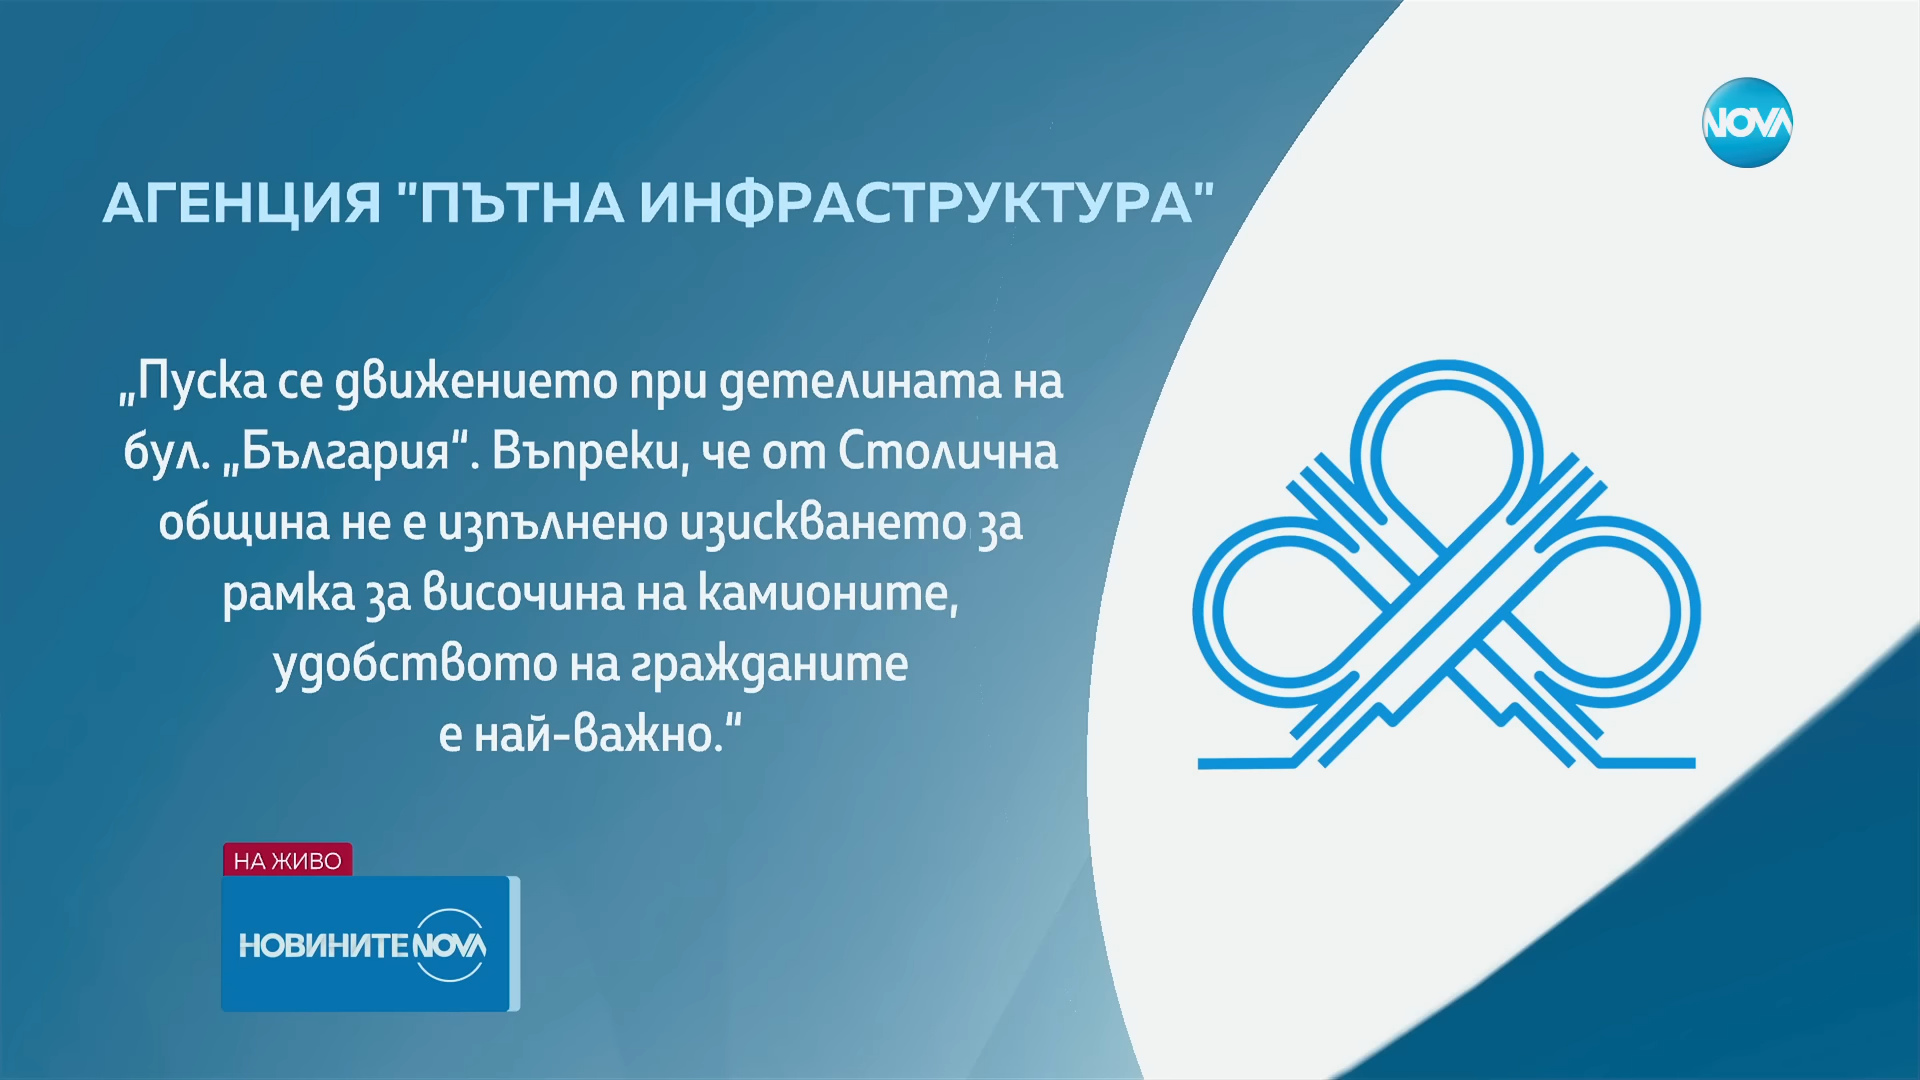 NOVA
АГЕНЦИЯ "ПЪТНА ИНФРАСТРУКТУРА"
„Пуска се движението при детелината на
бул. „България“. Въпреки, че от Столична
община не е изпълнено изискването за
рамка за височина на камионите,
удобството на гражданите
е най-важно.“
НА ЖИВО
НОВИНИТЕ NOVA